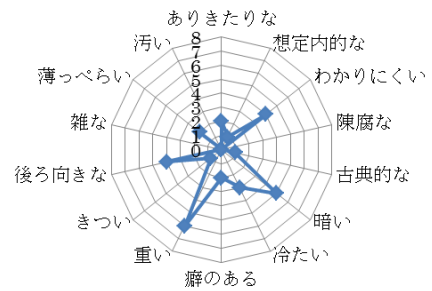 ありきたりな
想定内的な
わかりにくい
陳腐な
古典的な
暗い
冷たい
癖のある
重い
きつい
後ろ向きな
雑な
薄っぺらい
汚い
8
7
6
5
4
3
2
1
0